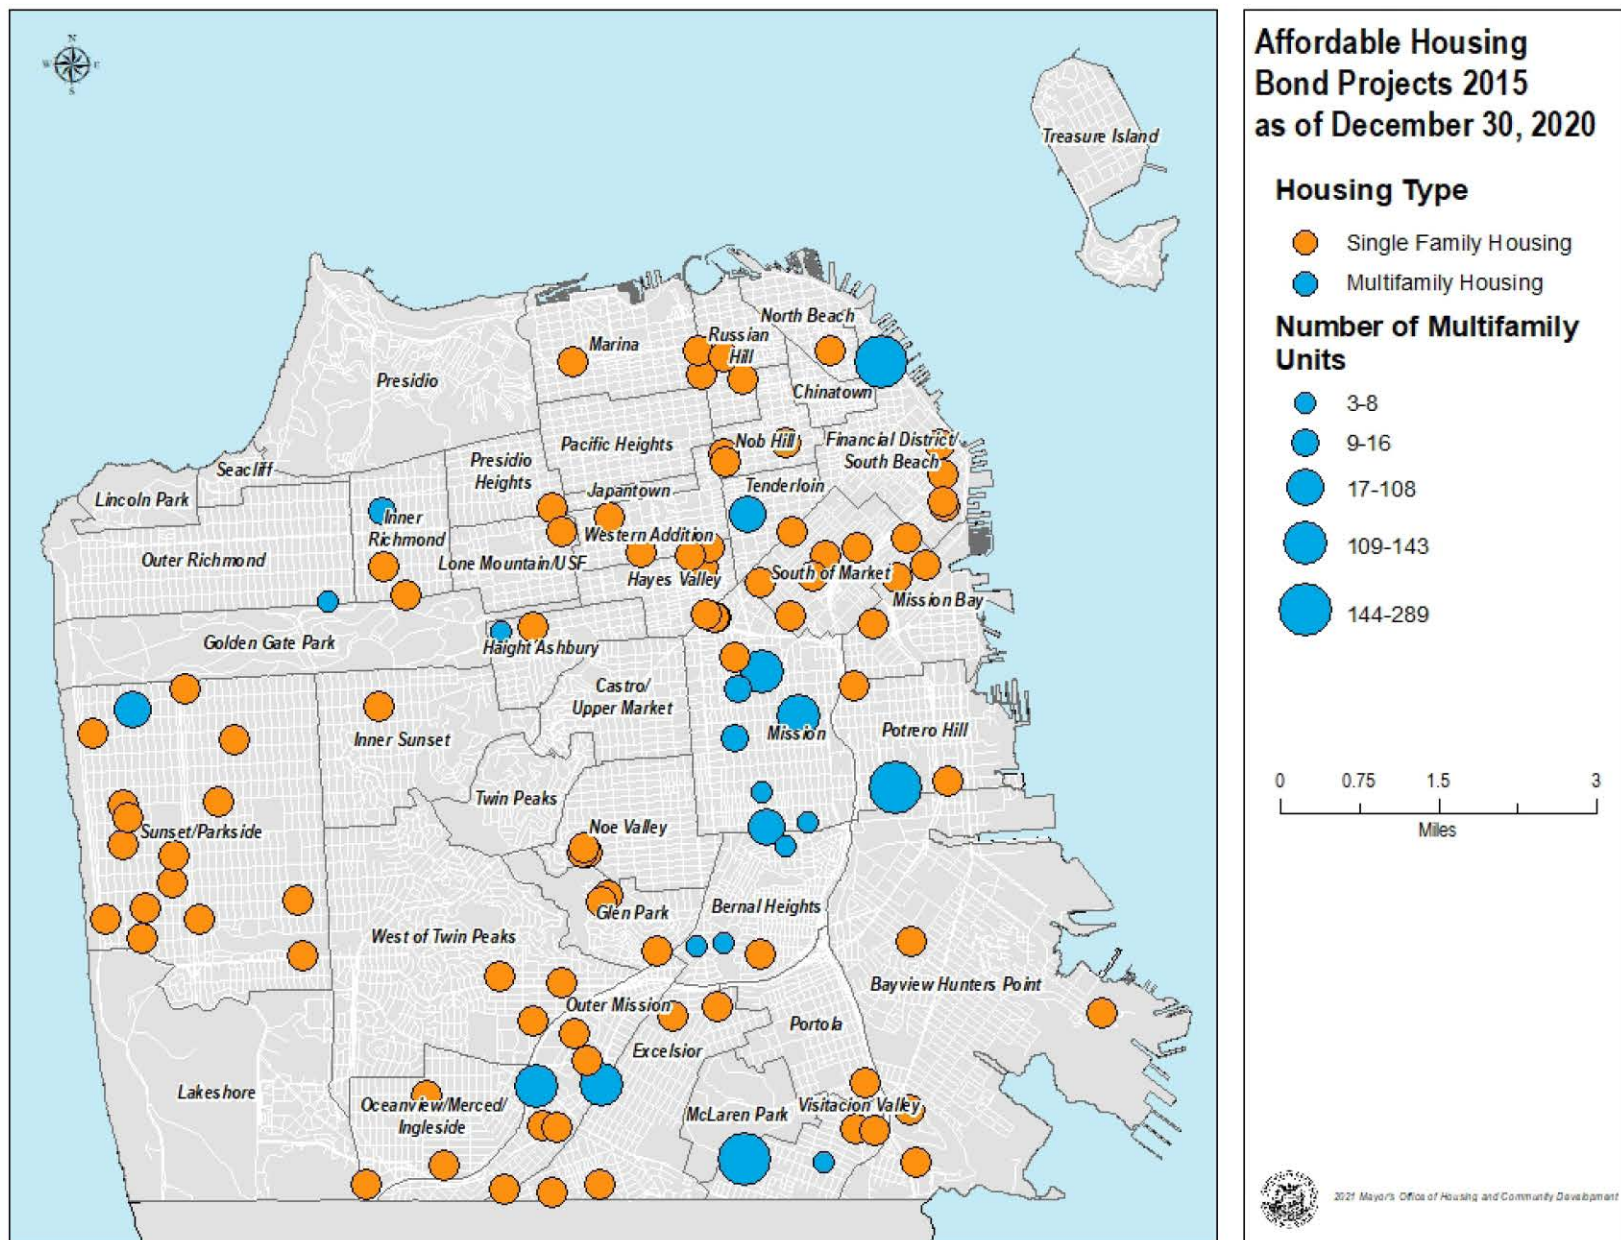 N
W E
S
Treasure Island
North Beach
Russian
Hill
Marina
Presidio
Chinatown
Pacific Heights
Nob Hill
Financial District/
South Beach
Presidio
Heights
Seacliff
Lincoln Park
Japantown
Tenderloin
Inner
Richmond
Western Addition
Outer Richmond
Lone Mountain/USF
Hayes Valley
South of Market
Mission Bay
Golden Gate Park
Haight Ashbury
Castro/
Upper Market
Inner Sunset
Mission
Potrero Hill
Twin Peaks
Noe Valley
Sunset/Parkside
Glen Park
Bernal Heights
West of Twin Peaks
Bayview Hunters Point
Outer Mission
Portola
Excelsior
Lakeshore
Oceanview/Merced/
Ingleside
McLaren Park
Visitacion Valley
Affordable Housing
Bond Projects 2015
as of December 30, 2020
Housing Type
Single Family Housing
Multifamily Housing
Number of Multifamily
Units
3-8
9-16
17-108
109-143
144-289
0 0.75 1.5 3
Miles
2021 Mayor's Office of Housing and Community Development